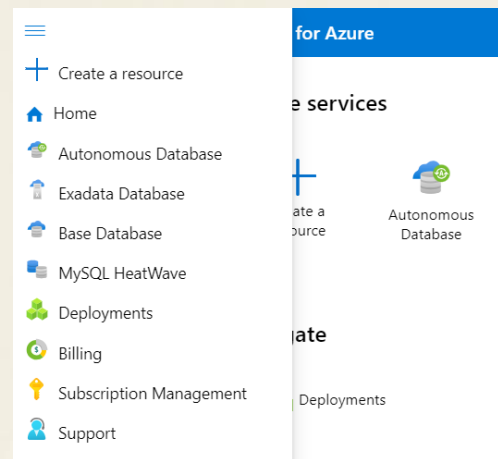 for Azure
Create a resource
Home
Autonomous Database
Exadata Database
Base Database
MySQL HeatWave
Deployments
Billing
Subscription Management
Support
services
Autonomous
Database
Deployments